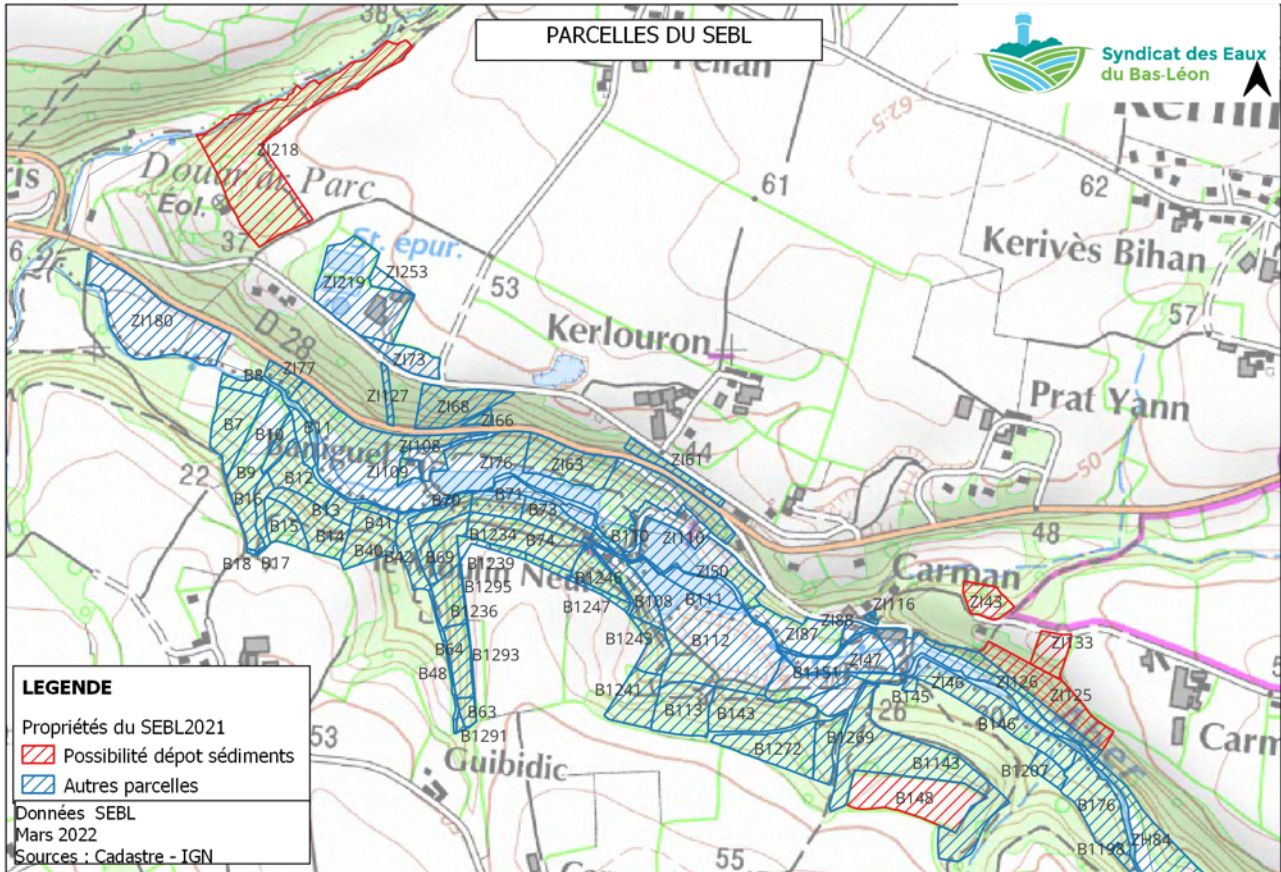 PARCELLES DU SEBL
Syndicat des Eaux
du Bas-Léon
38
62.5
ZI218
Douar ar Parc
Éol.
ris
61
62
37
St. épur.
Kerivès Bihan
ZI253
ZI219
53
57
ZI180
D 28
Kerlouron
ZI73
Prat Yann
B8
ZI77
ZI127
ZI68
ZI66
B7
B10
B11
ZI108
44
ZI61
50
22
B9
B12
ZI109
ZI76
ZI63
B16
B13
B70
B71
B73
48
B15
B14
B41
B1234
B74
B110
ZI110
B18
B17
B40
B42
B69
B1239
B1246
ZI50
Carman
B1295
B1247
B108
B111
ZI116
ZI43
B1236
B1243
B112
ZI87
ZI88
ZI133
B64
B1293
ZI47
B48
B1241
B1151
B145
ZI46
ZI126
ZI125
B63
B113
B143
26
B146
B1291
Guibidic
B1272
B1269
B1143
B1207
B148
B176
55
B1198
ZH84
LEGENDE
Propriétés du SEBL2021
Possibilité dépot sédiments
Autres parcelles
53
Données SEBL
Mars 2022
Sources : Cadastre - IGN